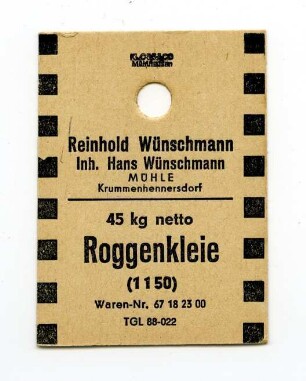 Reinhold Wünschmann
Inh. Hans Wünschmann
MÜHLE
Krummenhennersdorf
45 kg netto
Roggenkleie
(1150)
Waren-Nr. 67 18 23 00
TGL 88-022